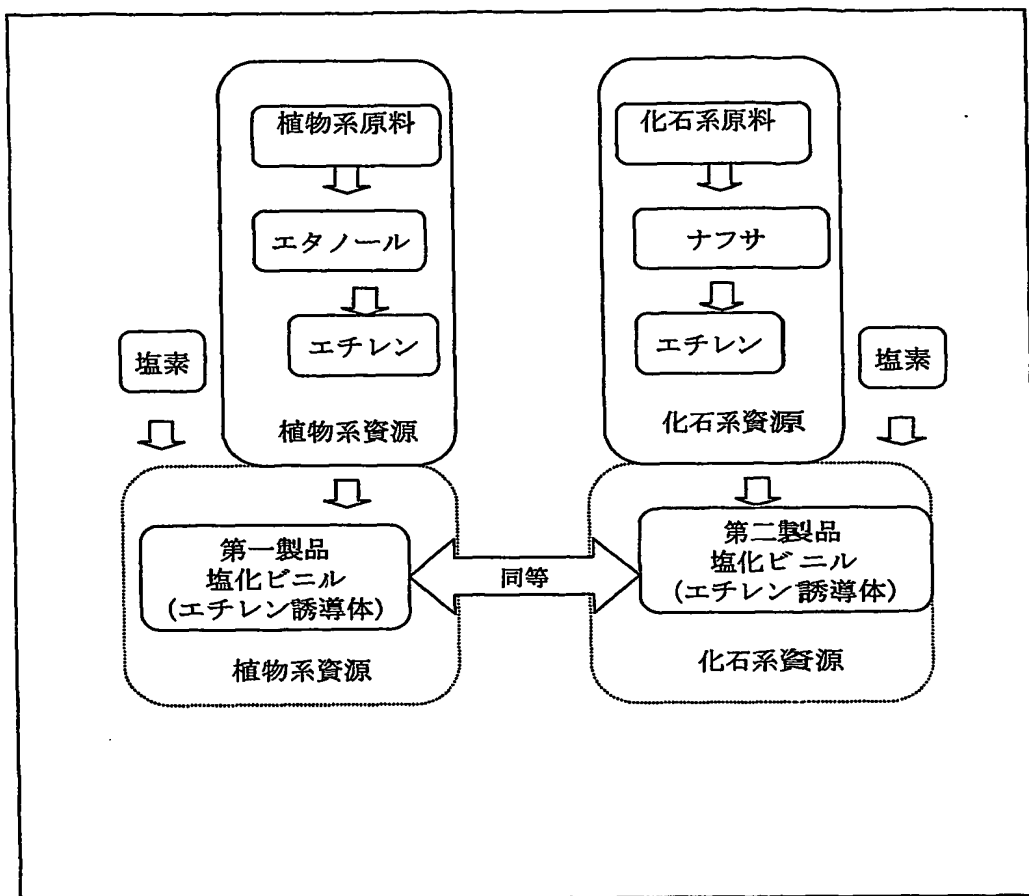 植物系原料
エタノール
エチレン
塩素
植物系資源
化石系原料
ナフサ
エチレン
塩素
化石系資源
第一製品
塩化ビニル
(エチレン誘導体)
植物系資源
同等
第二製品
塩化ビニル
(エチレン誘導体)
化石系資源